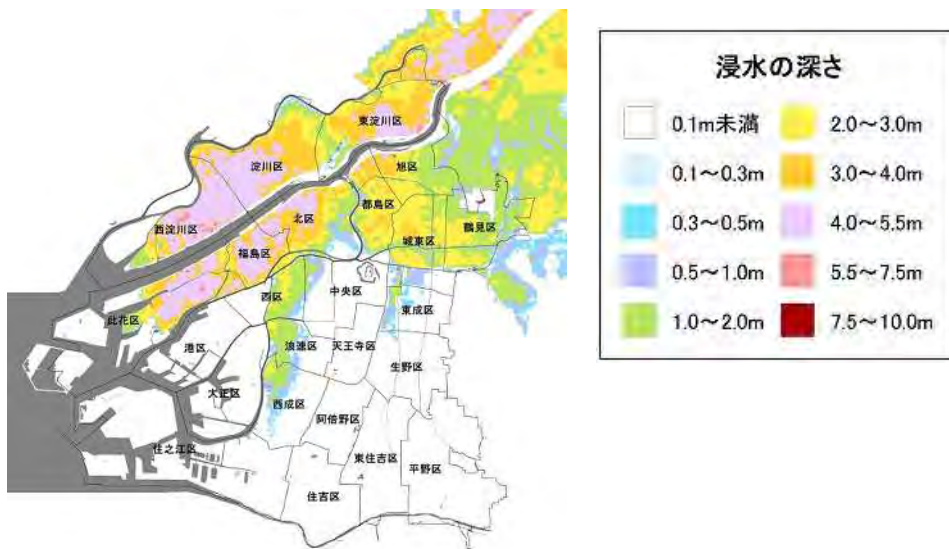 浸水の深さ
0.1m未満
0.1～0.3m
0.3～0.5m
0.5～1.0m
1.0～2.0m
2.0～3.0m
3.0～4.0m
4.0～5.5m
5.5～7.5m
7.5～10.0m
東淀川区
淀川区
旭区
都島区
北区
西淀川区
鶴見区
城東区
福島区
中央区
西区
東成区
此花区
港区
浪速区
天王寺区
生野区
大正区
西成区
阿倍野区
住之江区
東住吉区
平野区
住吉区